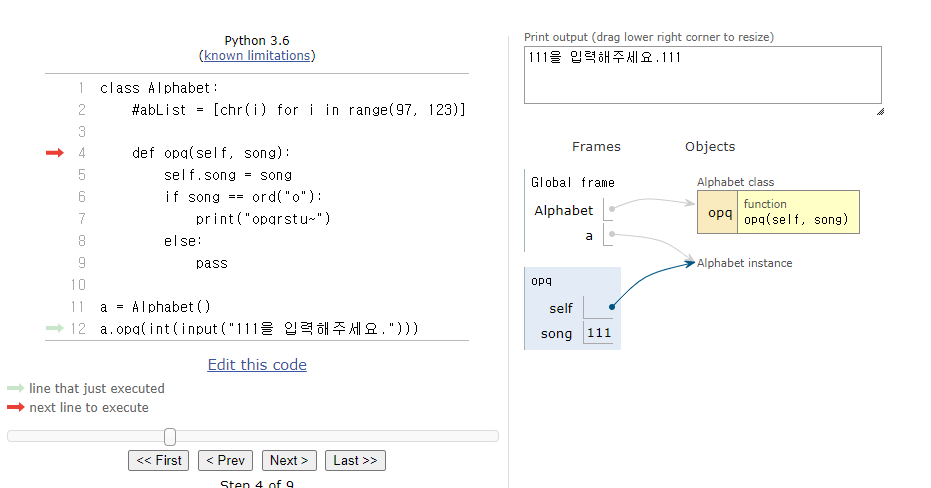 Python 3.6
(known limitations)
1 class Alphabet:
2 #abList = [chr(i) for i in range(97, 123)]
3
4 def opq(self, song):
5 self.song = song
6 if song == ord("o"):
7 print("opqrstu~")
8 else:
9 pass
10
11 a = Alphabet()
12 a.opq(int(input("111을 입력해주세요.")))
Edit this code
line that just executed
next line to execute
<< First
< Prev
Next >
Last >>
Step 4 of 9
Print output (drag lower right corner to resize)
111을 입력해주세요.111
Frames
Objects
Global frame
Alphabet
a
Alphabet class
opq
function
opq(self, song)
Alphabet instance
opq
self
song 111